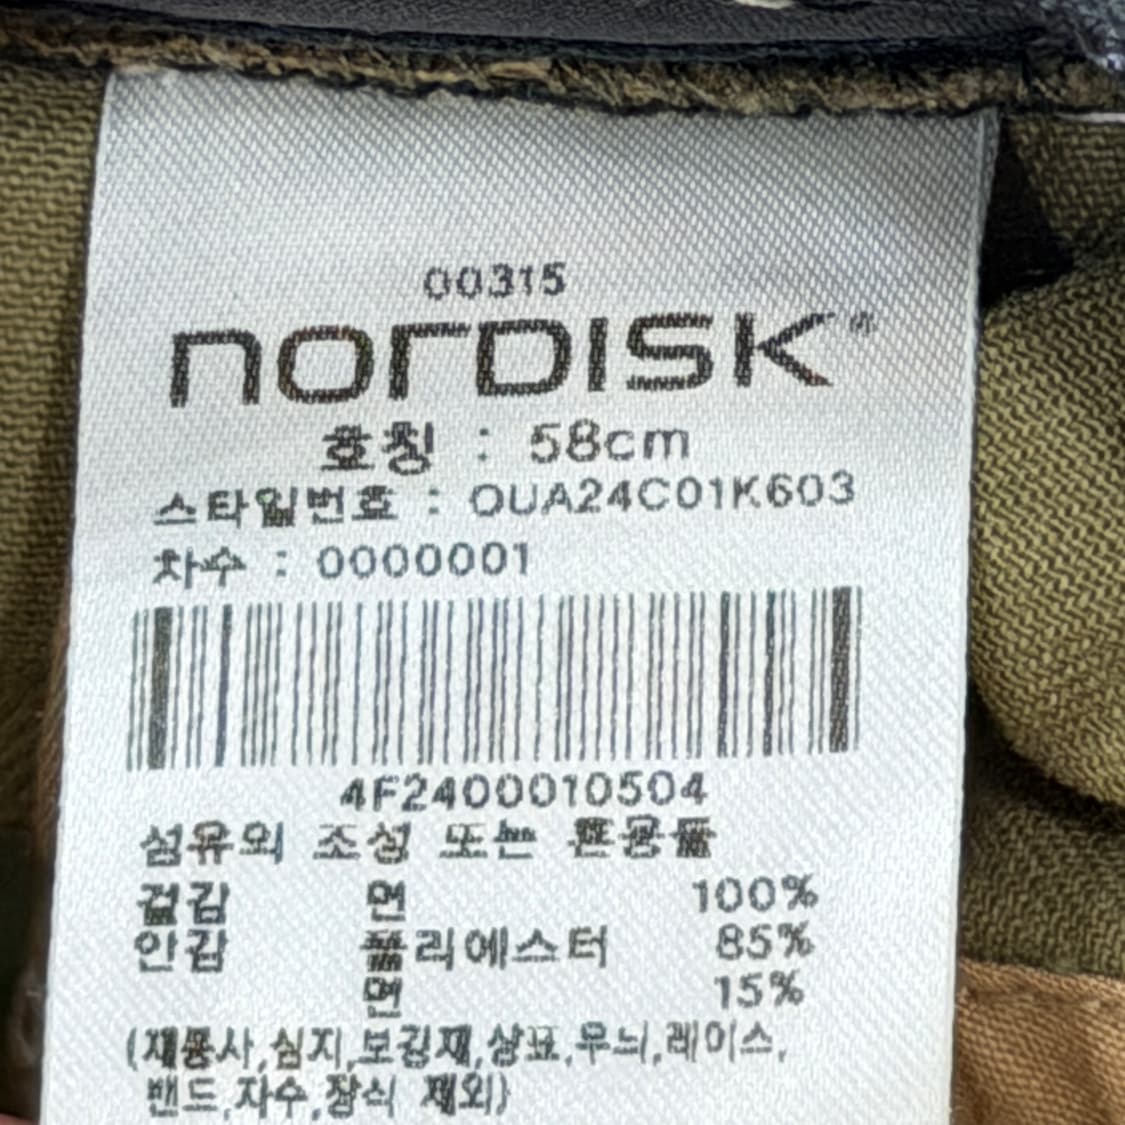 00315
NORDISK®
호칭 : 58cm
스타일번호 : OUA24C01K603
차수 : 0000001
4F2400010504
섬유의 조성 또는 혼용률
겉감 면 100%
안감 폴리에스터 85%
면 15%
(재봉사,심지,보강재,상표,무늬,레이스,
밴드,자수,장식 제외)